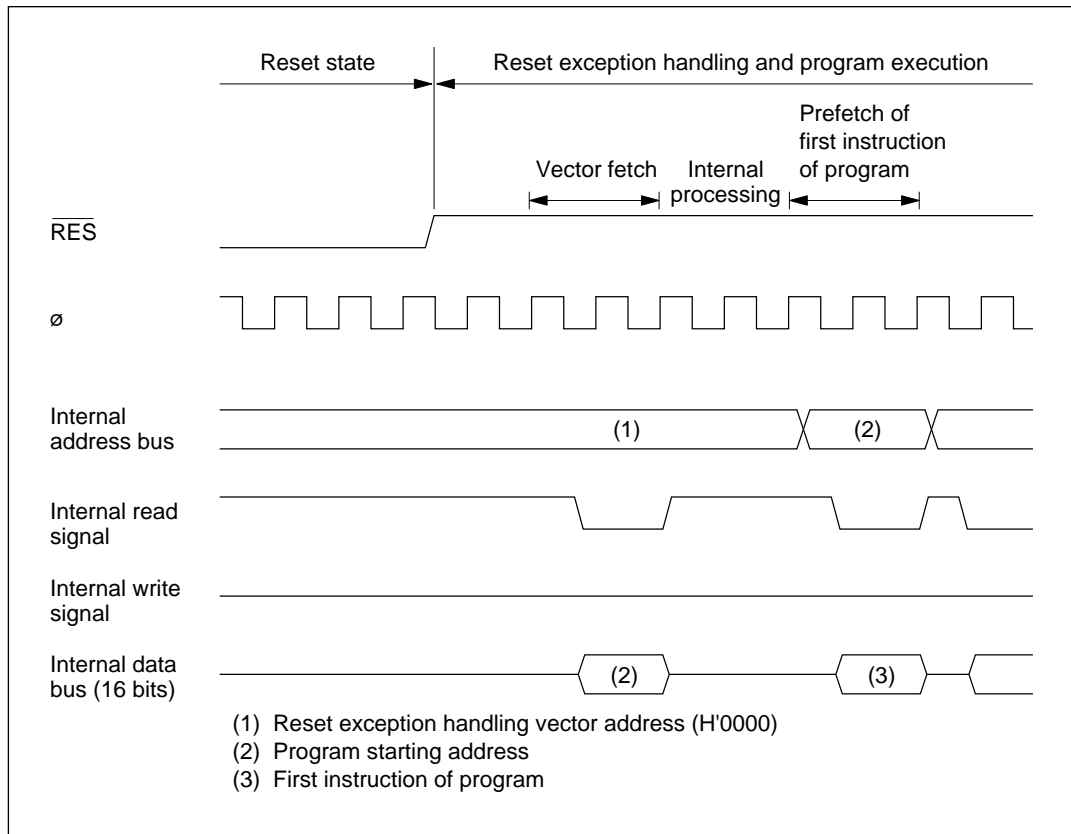 Reset state
Reset exception handling and program execution
Prefetch of
first instruction
of program
Vector fetch
Internal
processing
RES
ø
Internal
address bus
(1)
(2)
Internal read
signal
Internal write
signal
Internal data
bus (16 bits)
(2)
(3)
(1) Reset exception handling vector address (H'0000)
(2) Program starting address
(3) First instruction of program